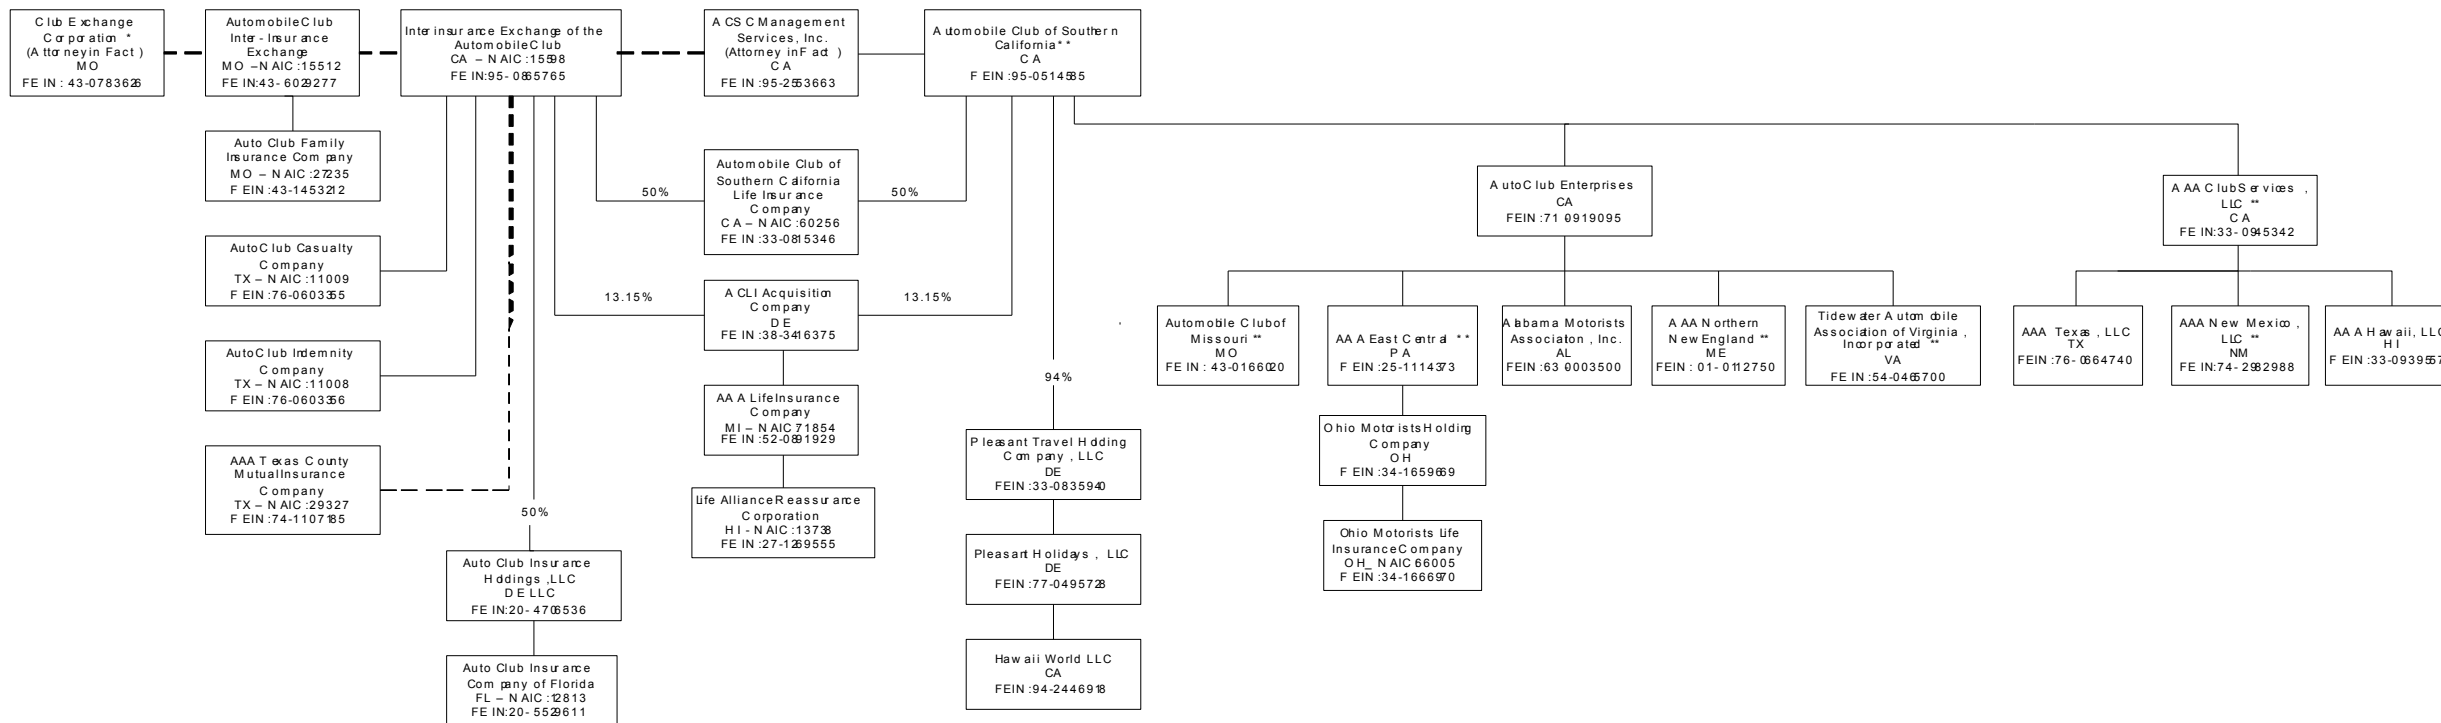 Club Exchange
Corporation *
(Attorney in Fact)
MO
FEIN: 43-0783626
Automobile Club
Inter-Insurance
Exchange
MO – NAIC: 15512
FEIN: 43-6029277
Interinsurance Exchange of the
Automobile Club
CA – NAIC: 15598
FEIN: 95-0865765
ACSC Management
Services, Inc.
(Attorney in Fact)
CA
FEIN: 95-2553663
Automobile Club of Southern
California**
CA
FEIN: 95-0514585
Auto Club Family
Insurance Company
MO – NAIC: 27235
FEIN: 43-1453212
Auto Club Casualty
Company
TX – NAIC: 11009
FEIN: 76-0603355
Auto Club Indemnity
Company
TX – NAIC: 11008
FEIN: 76-0603356
AAA Texas County
Mutual Insurance
Company
TX – NAIC: 29327
FEIN: 74-1107185
50%
Auto Club Insurance
Holdings, LLC
DE LLC
FEIN: 20-4706536
Auto Club Insurance
Company of Florida
FL – NAIC: 12813
FEIN: 20-5529611
50%
Automobile Club of
Southern California
Life Insurance
Company
CA – NAIC: 60256
FEIN: 33-0815346
50%
13.15%
ACLI Acquisition
Company
DE
FEIN: 38-3416375
13.15%
AAA Life Insurance
Company
MI – NAIC 71854
FEIN: 52-0891929
Life Alliance Reassurance
Corporation
HI - NAIC: 13738
FEIN: 27-1269555
94%
Pleasant Travel Holding
Company, LLC
DE
FEIN: 33-0835940
Pleasant Holidays, LLC
DE
FEIN: 77-0495728
Hawaii World LLC
CA
FEIN: 94-2446918
Auto Club Enterprises
CA
FEIN: 71 0919095
AAA Club Services,
LLC **
CA
FEIN: 33-0945342
Automobile Club of
Missouri **
MO
FEIN: 43-0166020
AAA East Central **
PA
FEIN: 25-1114373
Alabama Motorists
Association, Inc.
AL
FEIN: 63 0003500
AAA Northern
New England **
ME
FEIN: 01-0112750
Tidewater Automobile
Association of Virginia,
Incorporated **
VA
FEIN: 54-0465700
AAA Texas, LLC
TX
FEIN: 76-0664740
AAA New Mexico,
LLC **
NM
FEIN: 74-2982988
AAA Hawaii, LLC
HI
FEIN: 33-0939557
Ohio Motorists Holding
Company
OH
FEIN: 34-1659669
Ohio Motorists Life
Insurance Company
OH_ NAIC 66005
FEIN: 34-1666970